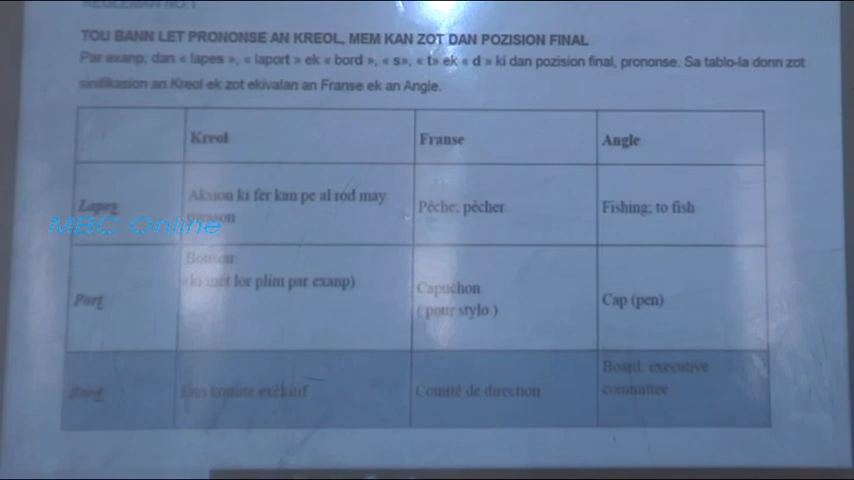 REGLEMAN NO.1
TOU BANN LET PRONONSE AN KREOL, MEM KAN ZOT DAN POZISION FINAL
Par exanp, dan « lapes », « laport » ek « bord », « s», « t» ek « d » ki dan pozision final, prononse. Sa tablo-la donn zot
sinifikasion an Kreol ek zot ekivalan an Franse ek an Angle.
Kreol
Franse
Angle
Lapes
Aksion ki fer kan pe al rod may
Pêche; pêcher
Fishing; to fish
MBC Online
Port
ki met lor plim par exanp)
Capuchon
( pour stylo )
Cap (pen)
Bord
komite exekitif
Comité de direction
Board: executive
committee